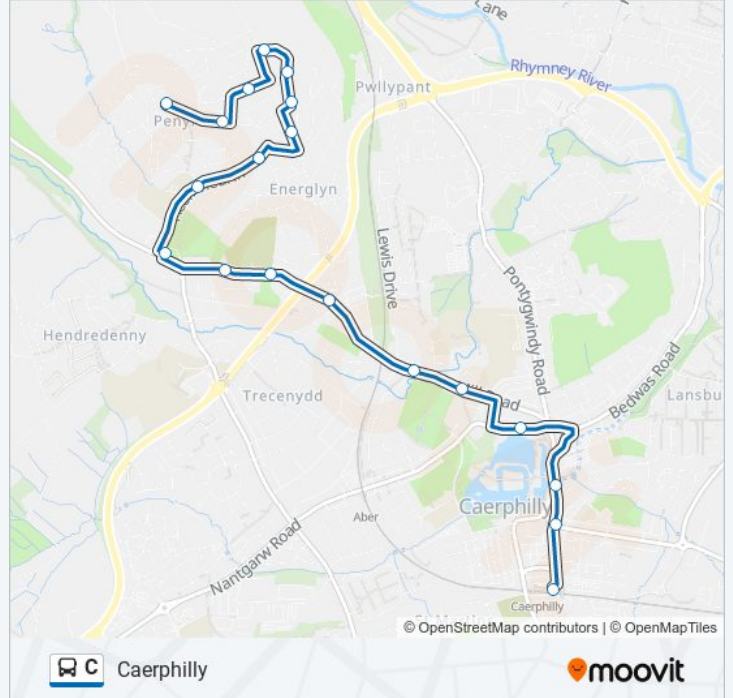 Lane
Rhymney River
Pwllypant
Energlyn
Lewis Drive
Pontygwindy Road
Hendredenny
Trecenydd
Bedwas Road
Lansbu
Caerphilly
Aber
Nantgarw Road
Caerphilly
© OpenStreetMap contributors | © OpenMapTiles
C Caerphilly
moovit